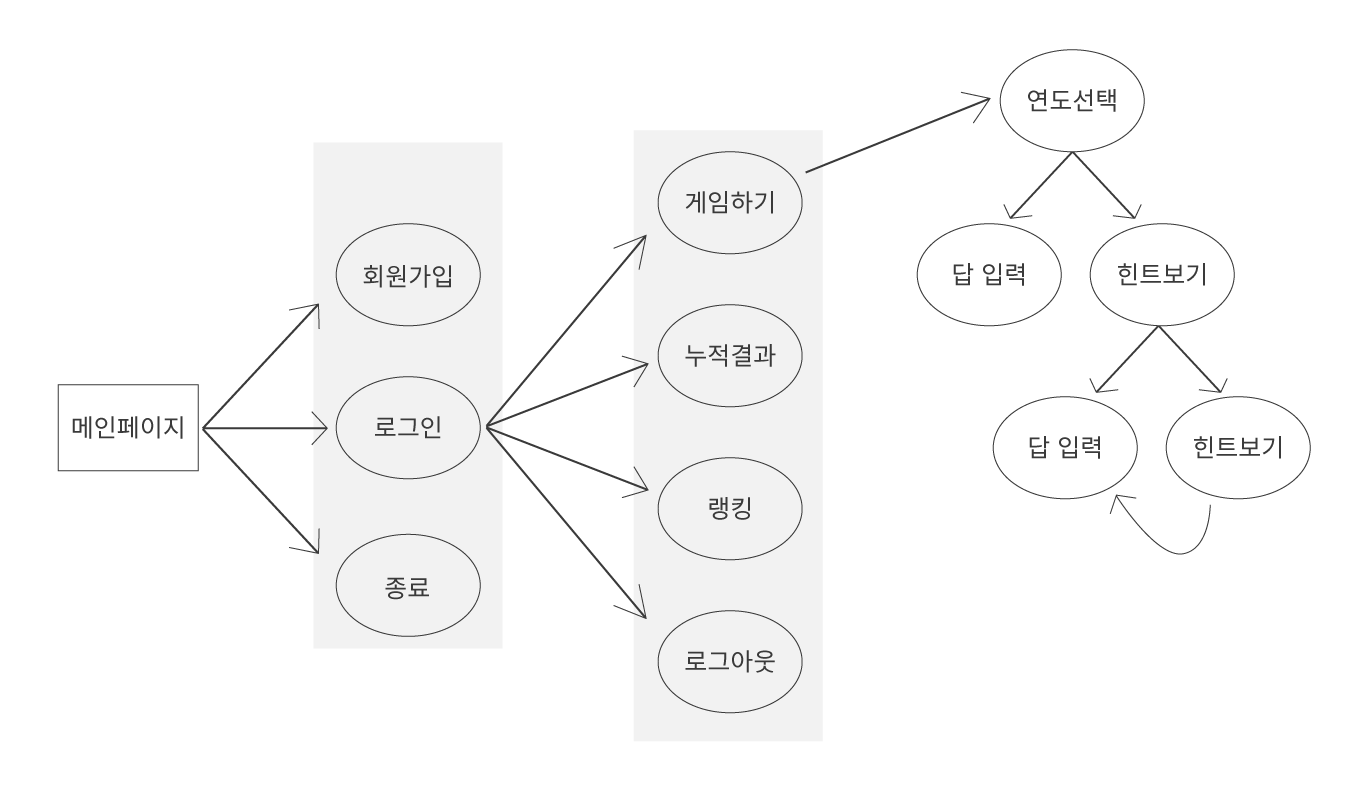 메인페이지
회원가입
로그인
종료
게임하기
누적결과
랭킹
로그아웃
연도선택
답 입력
힌트보기
답 입력
힌트보기